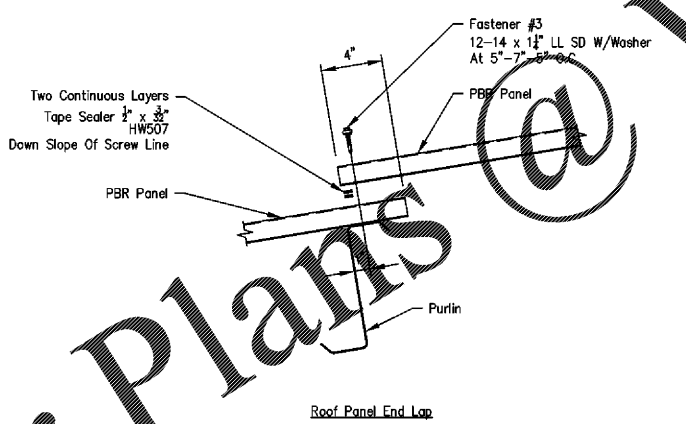 Fastener #3
12-14 x 1¼" LL SD W/Washer
At 5"-7"-5" O.C.
4"
PBR Panel
Two Continuous Layers
Tape Sealer ½" x 3/32"
HW507
Down Slope Of Screw Line
PBR Panel
Purlin
Roof Panel End Lap
Plans @